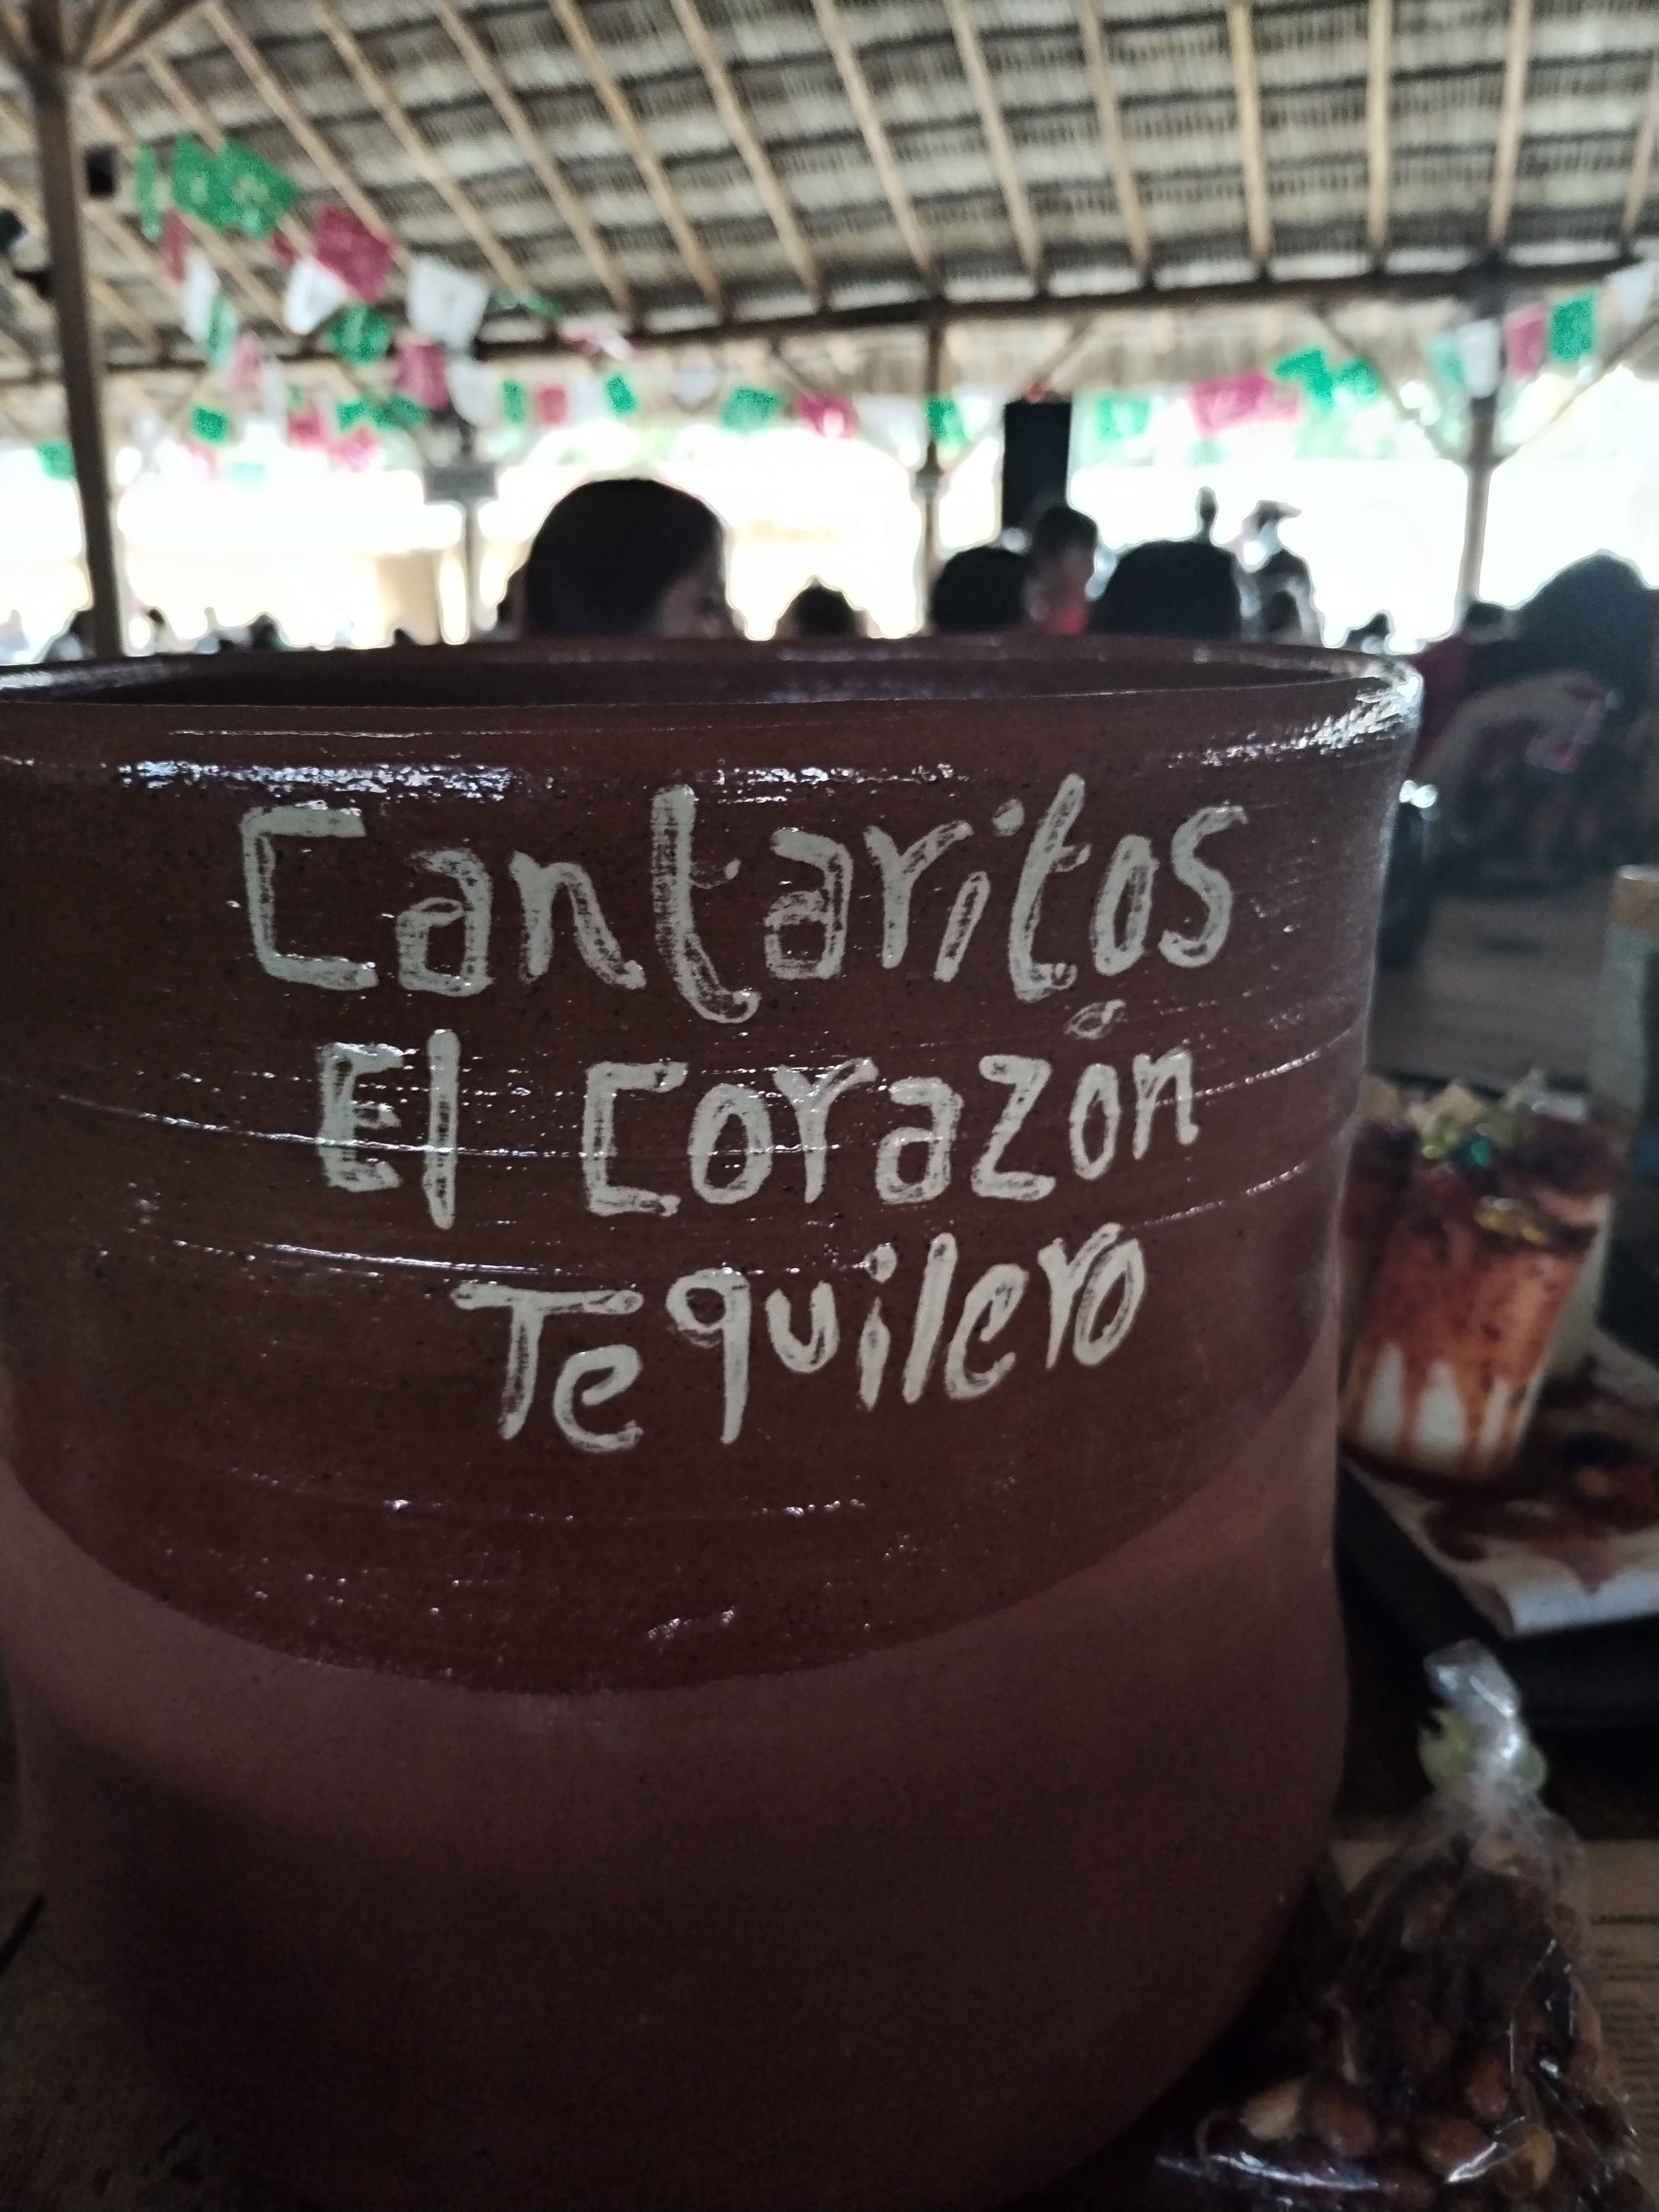 Cantaritos
El Corazón
Tequilero